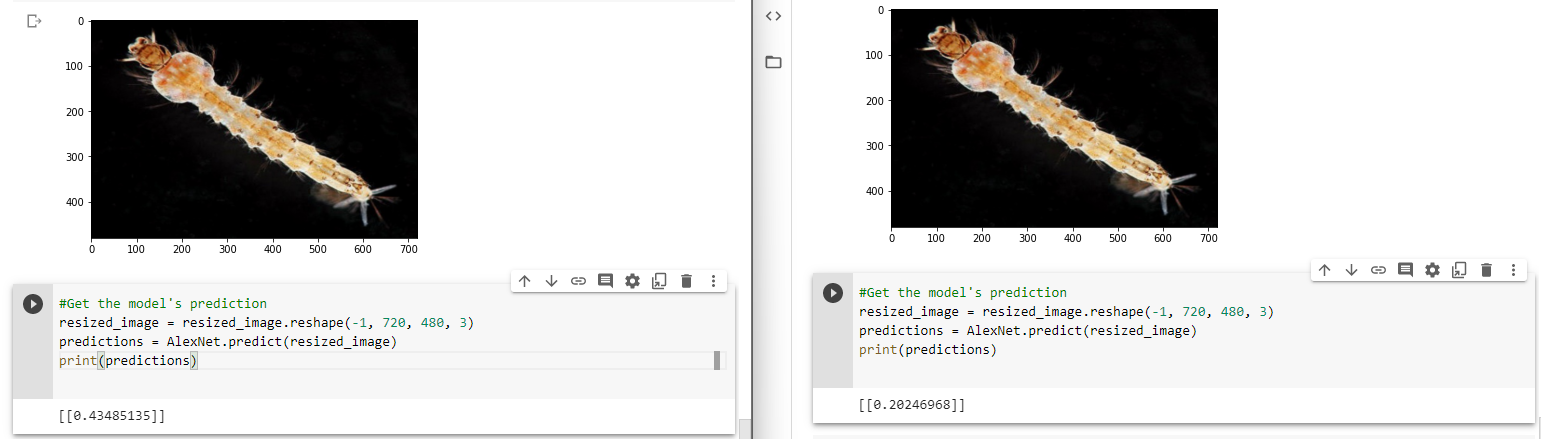 0
100
200
300
400
0 100 200 300 400 500 600 700
#Get the model's prediction
resized_image = resized_image.reshape(-1, 720, 480, 3)
predictions = AlexNet.predict(resized_image)
print(predictions)
[[0.43485135]]
0
100
200
300
400
0 100 200 300 400 500 600 700
#Get the model's prediction
resized_image = resized_image.reshape(-1, 720, 480, 3)
predictions = AlexNet.predict(resized_image)
print(predictions)
[[0.20246968]]